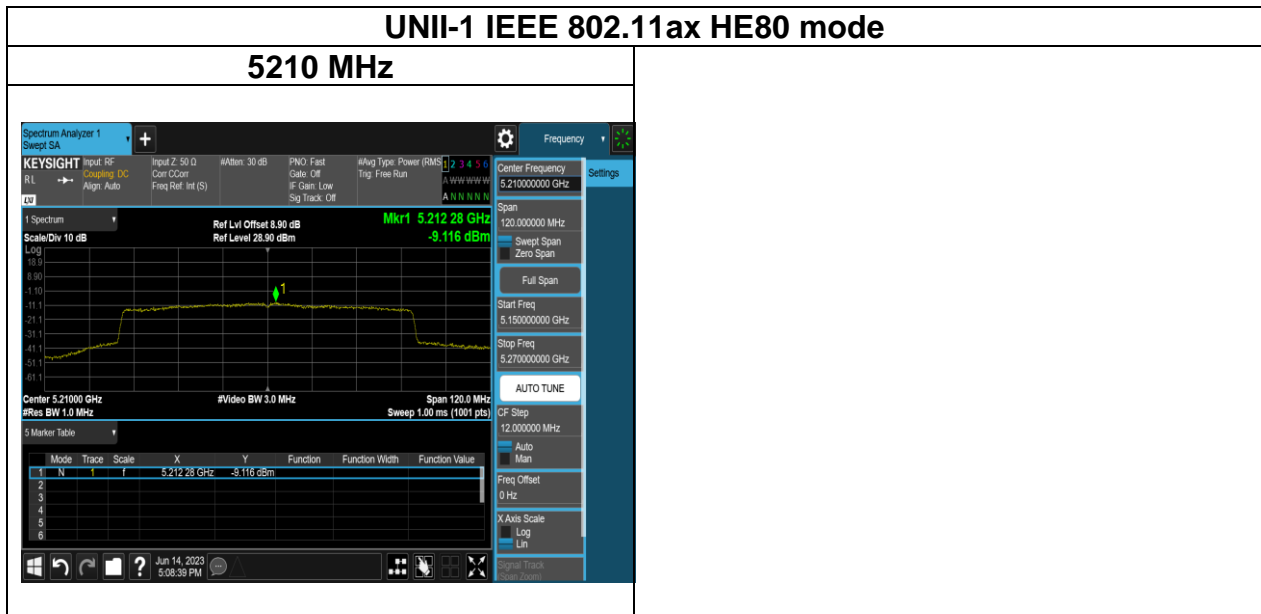 UNII-1 IEEE 802.11ax HE80 mode
5210 MHz
Spectrum Analyzer 1
Swept SA
+
Frequency
KEYSIGHT
RL
LXI
Input: RF
Coupling: DC
Align: Auto
Input Z: 50 Ω
Corr CCorr
Freq Ref: Int (S)
#Atten: 30 dB
PNO: Fast
Gate: Off
IF Gain: Low
Sig Track: Off
#Avg Type: Power (RMS
Trig: Free Run
1 2 3 4 5 6
A W W W W W
A N N N N N
1 Spectrum
Scale/Div 10 dB
Ref Lvl Offset 8.90 dB
Ref Level 28.90 dBm
Mkr1 5.212 28 GHz
-9.116 dBm
Log
18.9
8.90
-1.10
-11.1
-21.1
-31.1
-41.1
-51.1
-61.1
1
Center 5.21000 GHz
#Res BW 1.0 MHz
#Video BW 3.0 MHz
Span 120.0 MHz
Sweep 1.00 ms (1001 pts)
5 Marker Table
Mode Trace Scale X Y Function Function Width Function Value
1 N 1 f 5.212 28 GHz -9.116 dBm
2
3
4
5
6
?
Jun 14, 2023
5:08:39 PM
Center Frequency
5.210000000 GHz
Settings
Span
120.000000 MHz
Swept Span
Zero Span
Full Span
Start Freq
5.150000000 GHz
Stop Freq
5.270000000 GHz
AUTO TUNE
CF Step
12.000000 MHz
Auto
Man
Freq Offset
0 Hz
X Axis Scale
Log
Lin
Signal Track
(Span Zoom)